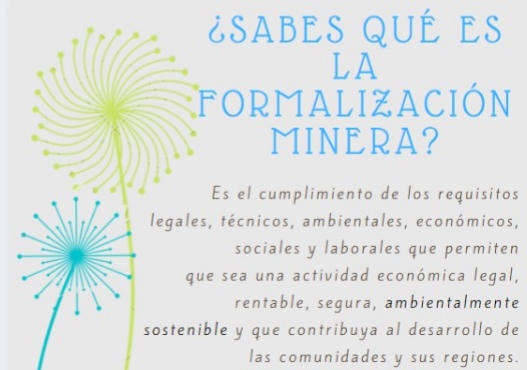 ¿SABES QUÉ ES
LA
FORMALIZACIÓN
MINERA?
Es el cumplimiento de los requisitos
legales, técnicos, ambientales, económicos,
sociales y laborales que permiten
que sea una actividad económica legal,
rentable, segura, ambientalmente
sostenible y que contribuya al desarrollo de
las comunidades y sus regiones.